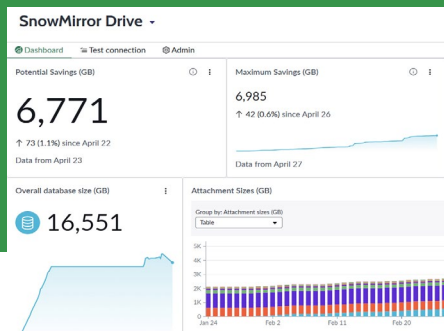 SnowMirror Drive
Dashboard Test connection Admin
Potential Savings (GB)
6,771
↑ 73 (1.1%) since April 22
Data from April 23
Maximum Savings (GB)
6,985
↑ 42 (0.6%) since April 26
Data from April 27
Overall database size (GB)
16,551
Attachment Sizes (GB)
Group by: Attachment sizes (GB)
Table
5K
4K
3K
2K
1K
0
Jan 24 Feb 2 Feb 11 Feb 20